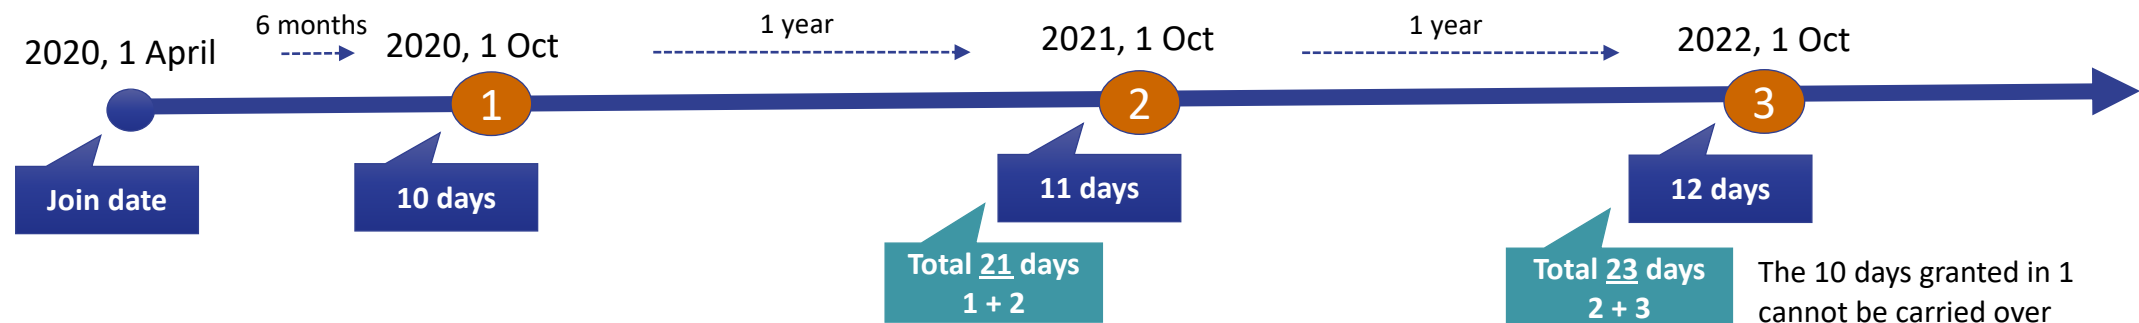 2020, 1 April
6 months
2020, 1 Oct
1 year
2021, 1 Oct
1 year
2022, 1 Oct
1
2
3
Join date
10 days
11 days
12 days
Total 21 days
1 + 2
Total 23 days
2 + 3
The 10 days granted in 1
cannot be carried over